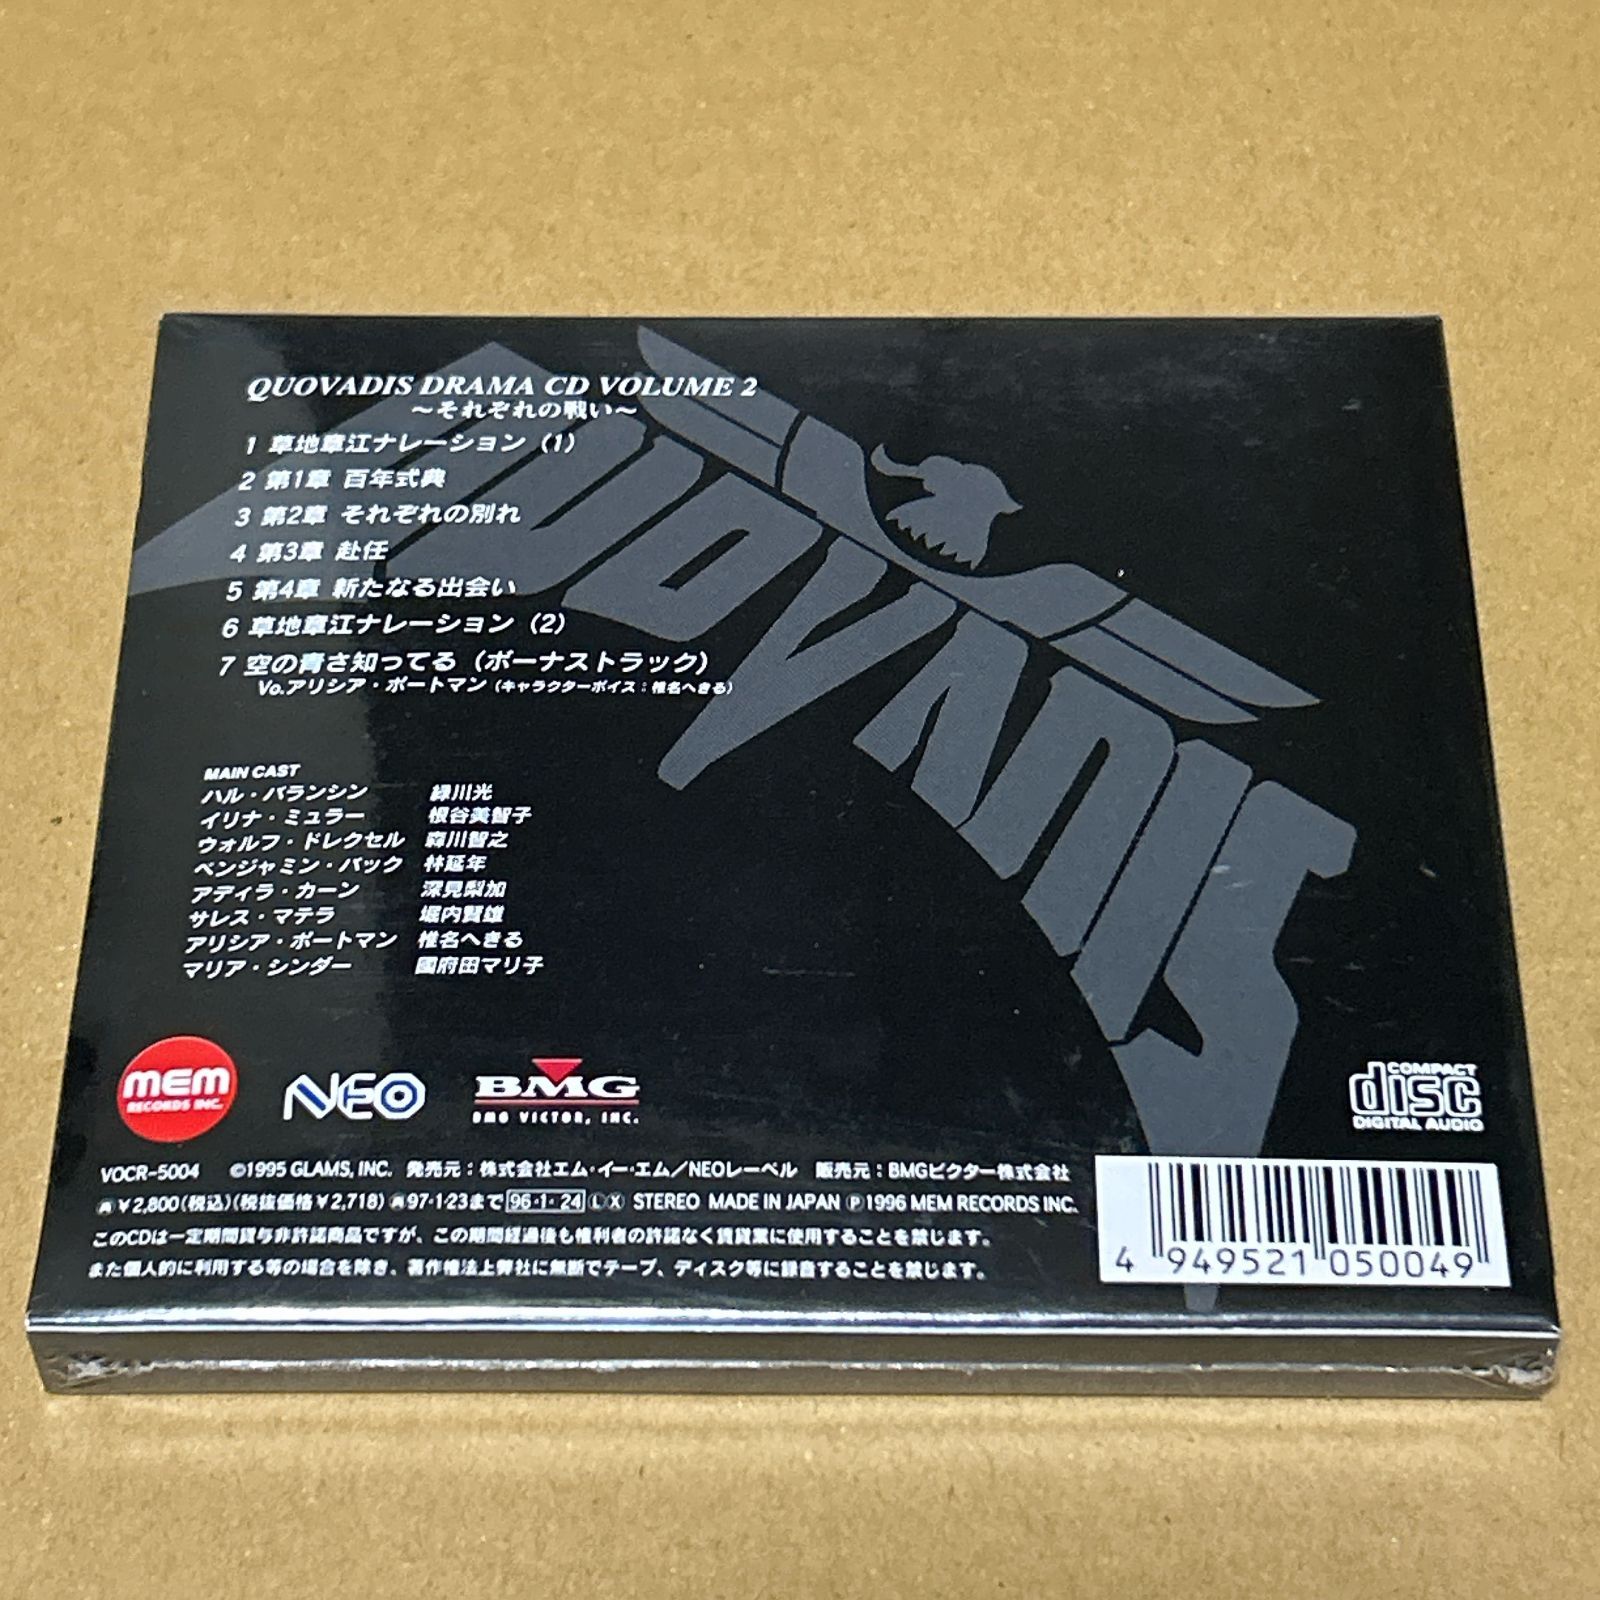 QUOVADIS DRAMA CD VOLUME 2
～それぞれの戦い～
1 草地章江ナレーション（1）
2 第1章 百年式典
3 第2章 それぞれの別れ
4 第3章 赴任
5 第4章 新たなる出会い
6 草地章江ナレーション（2）
7 空の青さ知ってる（ボーナストラック）
Vo.アリシア・ポートマン（キャラクターボイス：椎名へきる）
QUOVADIS
MAIN CAST
ハル・バランシン 緑川光
イリナ・ミュラー 根谷美智子
ウォルフ・ドレクセル 森川智之
ベンジャミン・バック 林延年
アディラ・カーン 深見梨加
サレス・マテラ 堀内賢雄
アリシア・ポートマン 椎名へきる
マリア・シンダー 國府田マリ子
MEM
RECORDS INC.
NEO
BMG
BMG VICTOR, INC.
COMPACT
disc
DIGITAL AUDIO
VOCR-5004 ©1995 GLAMS, INC. 発売元：株式会社エム・イー・エム／NEOレーベル 販売元：BMGビクター株式会社
再￥2,800(税込)(税抜価格￥2,718) 再97・1・23まで 96・1・24 L X STEREO MADE IN JAPAN Ⓟ1996 MEM RECORDS INC.
このCDは一定期間貸与非許諾商品ですが、この期間経過後も権利者の許諾なく賃貸業に使用することを禁じます。
また個人的に利用する等の場合を除き、著作権法上弊社に無断でテープ、ディスク等に録音することを禁じます。
4 949521 050049